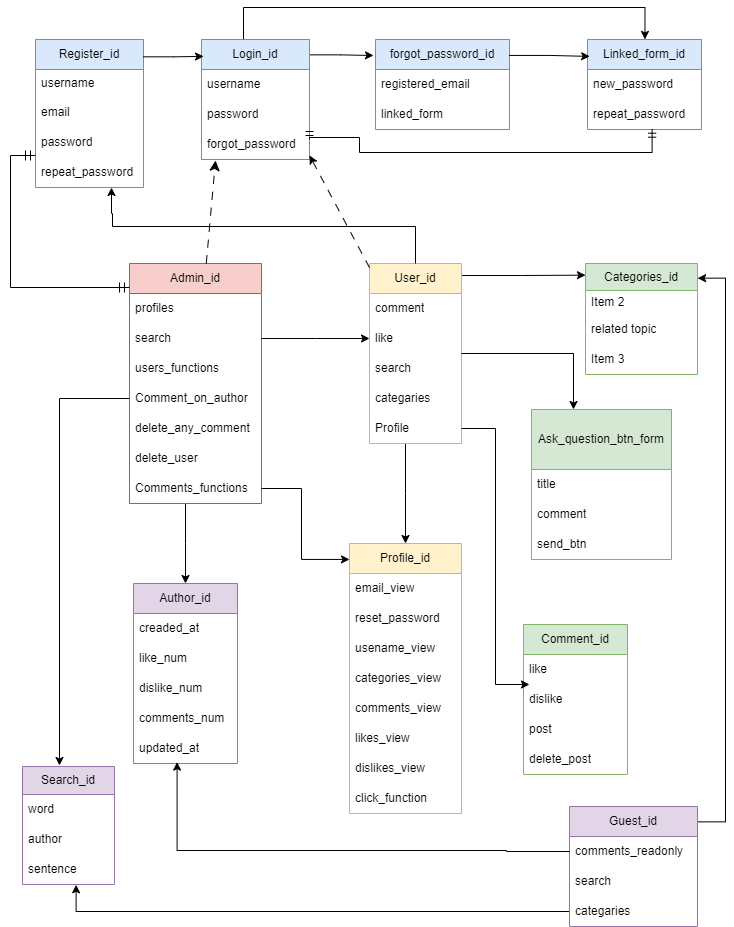 Register_id
username
email
password
repeat_password
Login_id
username
password
forgot_password
forgot_password_id
registered_email
linked_form
Linked_form_id
new_password
repeat_password
Admin_id
profiles
search
users_functions
Comment_on_author
delete_any_comment
delete_user
Comments_functions
User_id
comment
like
search
categaries
Profile
Categories_id
Item 2
related topic
Item 3
Ask_question_btn_form
title
comment
send_btn
Author_id
creaded_at
like_num
dislike_num
comments_num
updated_at
Profile_id
email_view
reset_password
usename_view
categories_view
comments_view
likes_view
dislikes_view
click_function
Comment_id
like
dislike
post
delete_post
Search_id
word
author
sentence
Guest_id
comments_readonly
search
categaries